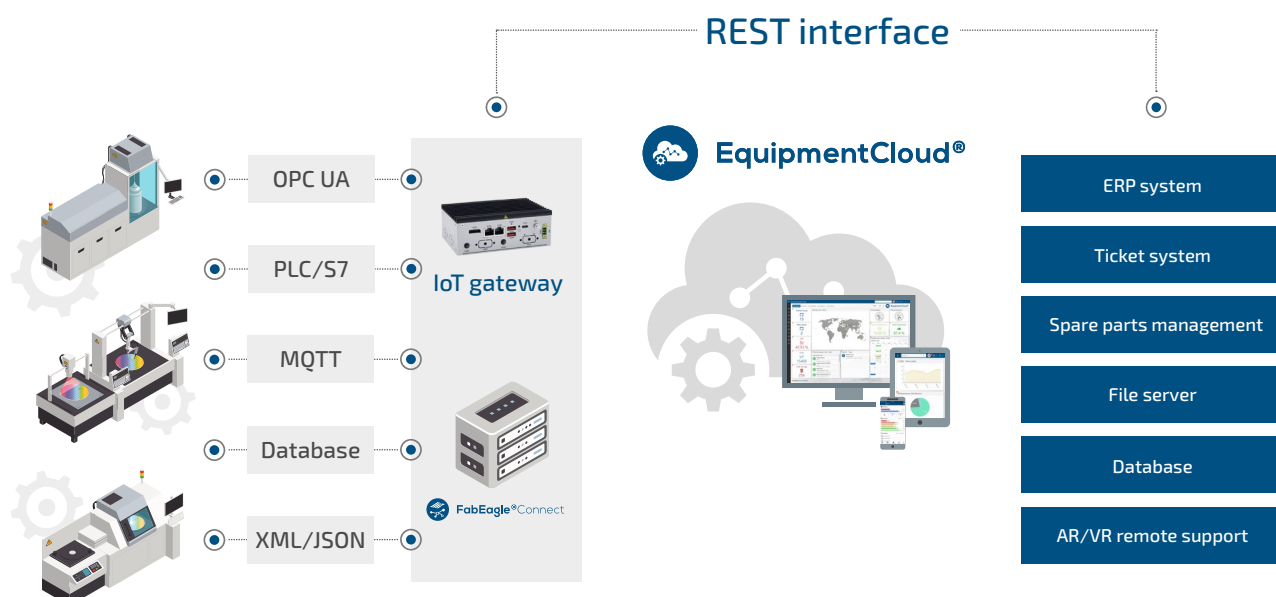 REST interface
EquipmentCloud®
OPC UA
PLC/S7
MQTT
Database
XML/JSON
IoT gateway
FabEagle®Connect
ERP system
Ticket system
Spare parts management
File server
Database
AR/VR remote support